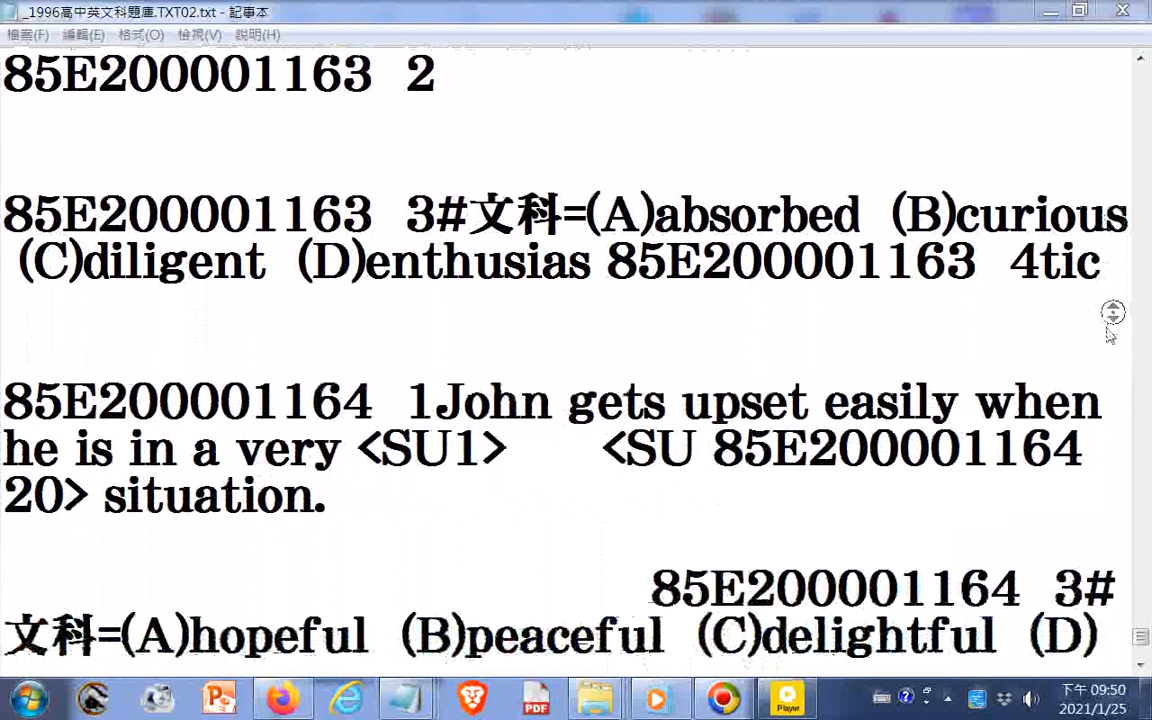 _1996高中英文科題庫.TXT02.txt - 記事本
檔案(F) 編輯(E) 格式(O) 檢視(V) 說明(H)
85E200001163 2
85E200001163 3#文科=(A)absorbed (B)curious
(C)diligent (D)enthusias 85E200001163 4tic
85E200001164 1John gets upset easily when
he is in a very <SU1> <SU 85E200001164
20> situation.
85E200001164 3#
文科=(A)hopeful (B)peaceful (C)delightful (D)
PDF
Player
下午 09:50
2021/1/25